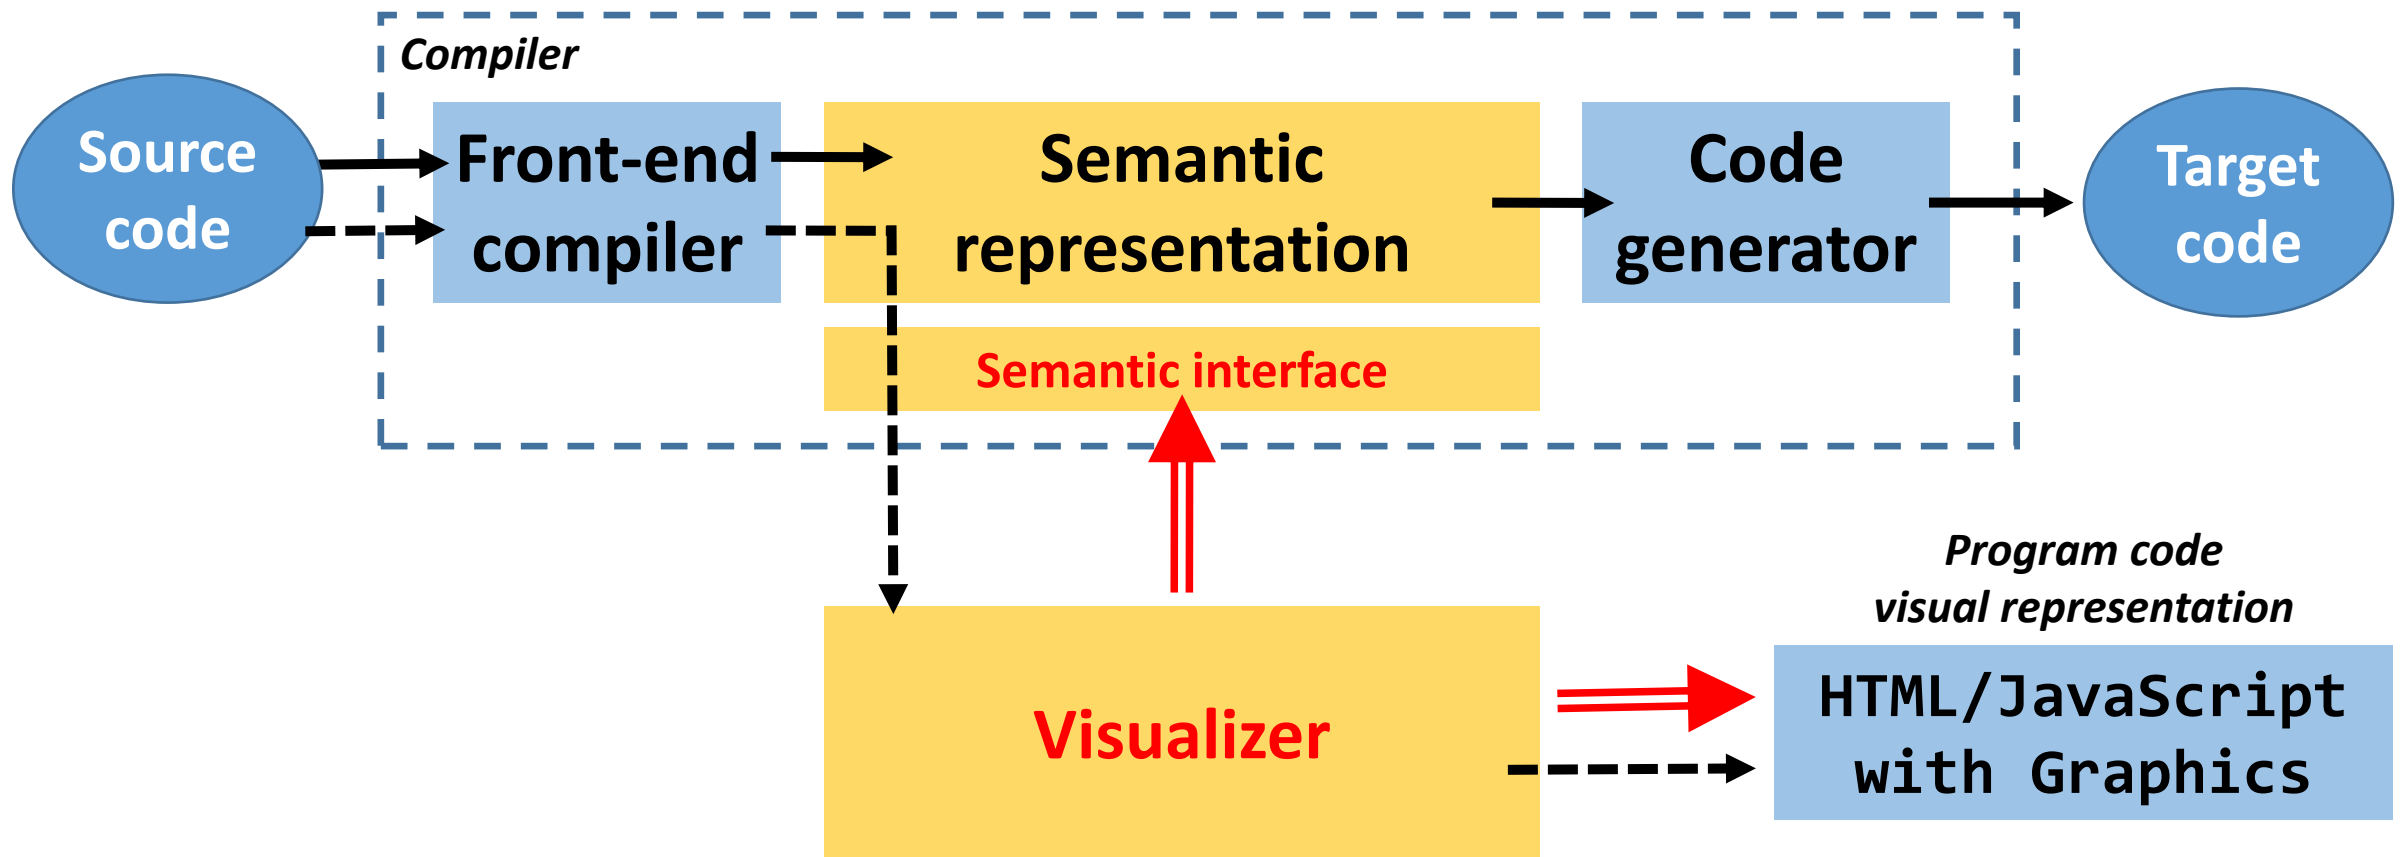 Compiler
Source
code
Front-end
compiler
Semantic
representation
Code
generator
Target
code
Semantic interface
Visualizer
Program code
visual representation
HTML/JavaScript
with Graphics